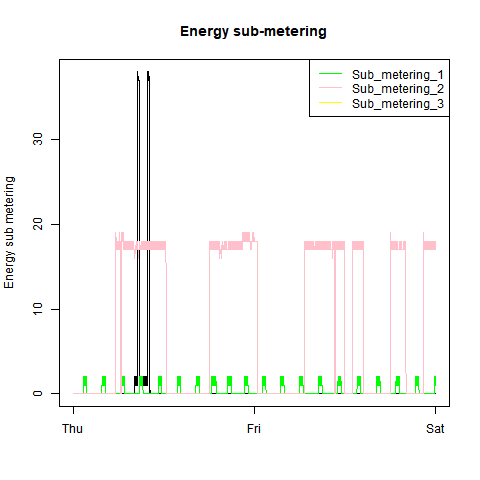 Energy sub-metering
Sub_metering_1
Sub_metering_2
Sub_metering_3
Energy sub metering
30
20
10
0
Thu
Fri
Sat